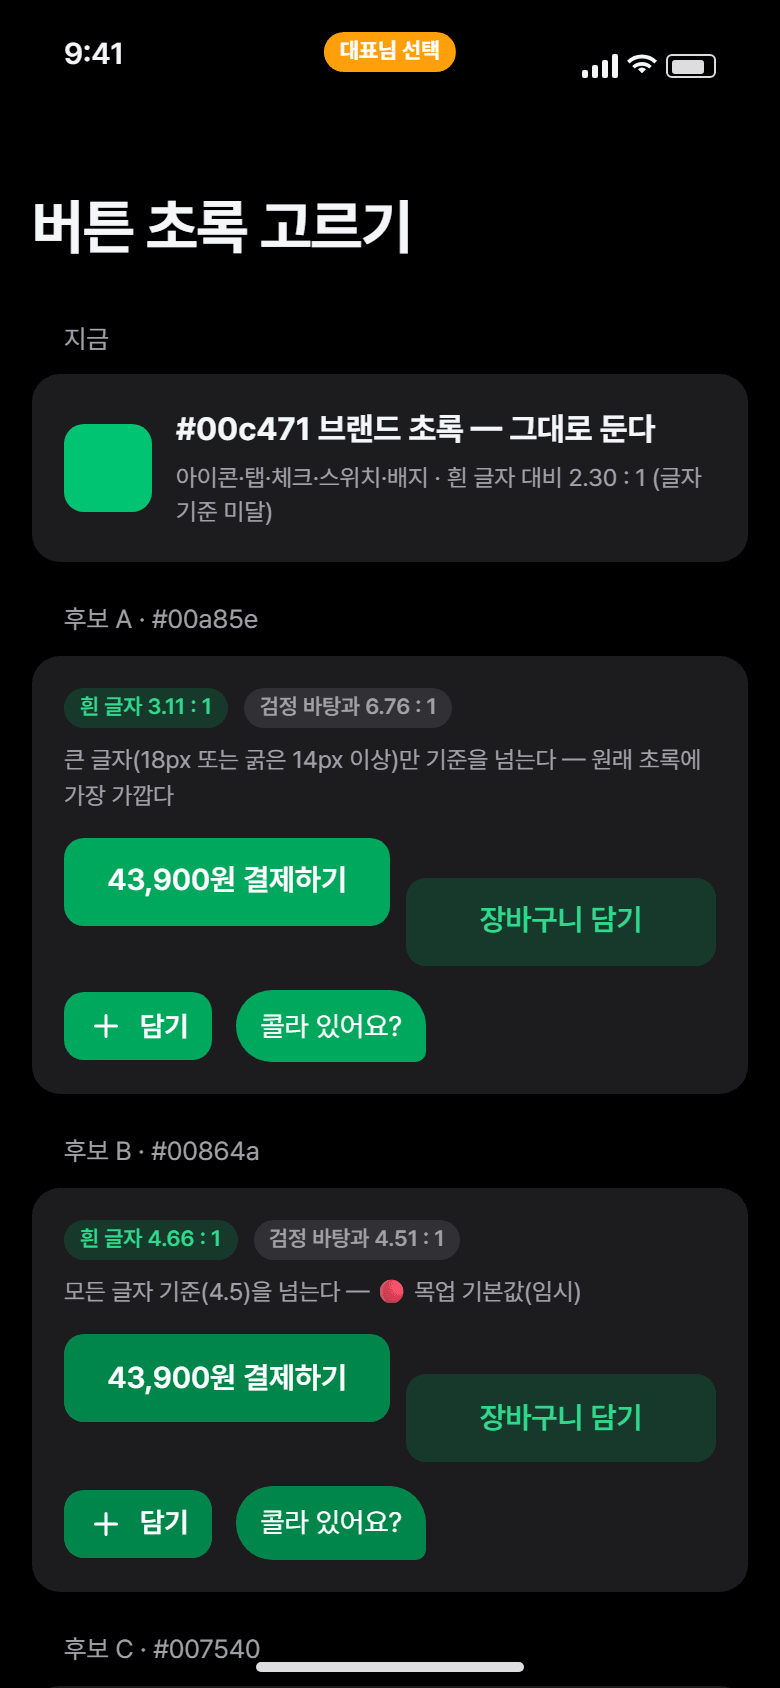 9:41
대표님 선택
버튼 초록 고르기
지금
#00c471 브랜드 초록 — 그대로 둔다
아이콘·탭·체크·스위치·배지 · 흰 글자 대비 2.30 : 1 (글자
기준 미달)
후보 A · #00a85e
흰 글자 3.11 : 1
검정 바탕과 6.76 : 1
큰 글자(18px 또는 굵은 14px 이상)만 기준을 넘는다 — 원래 초록에
가장 가깝다
43,900원 결제하기
장바구니 담기
+ 담기
콜라 있어요?
후보 B · #00864a
흰 글자 4.66 : 1
검정 바탕과 4.51 : 1
모든 글자 기준(4.5)을 넘는다 — 🔴 목업 기본값(임시)
43,900원 결제하기
장바구니 담기
+ 담기
콜라 있어요?
후보 C · #007540